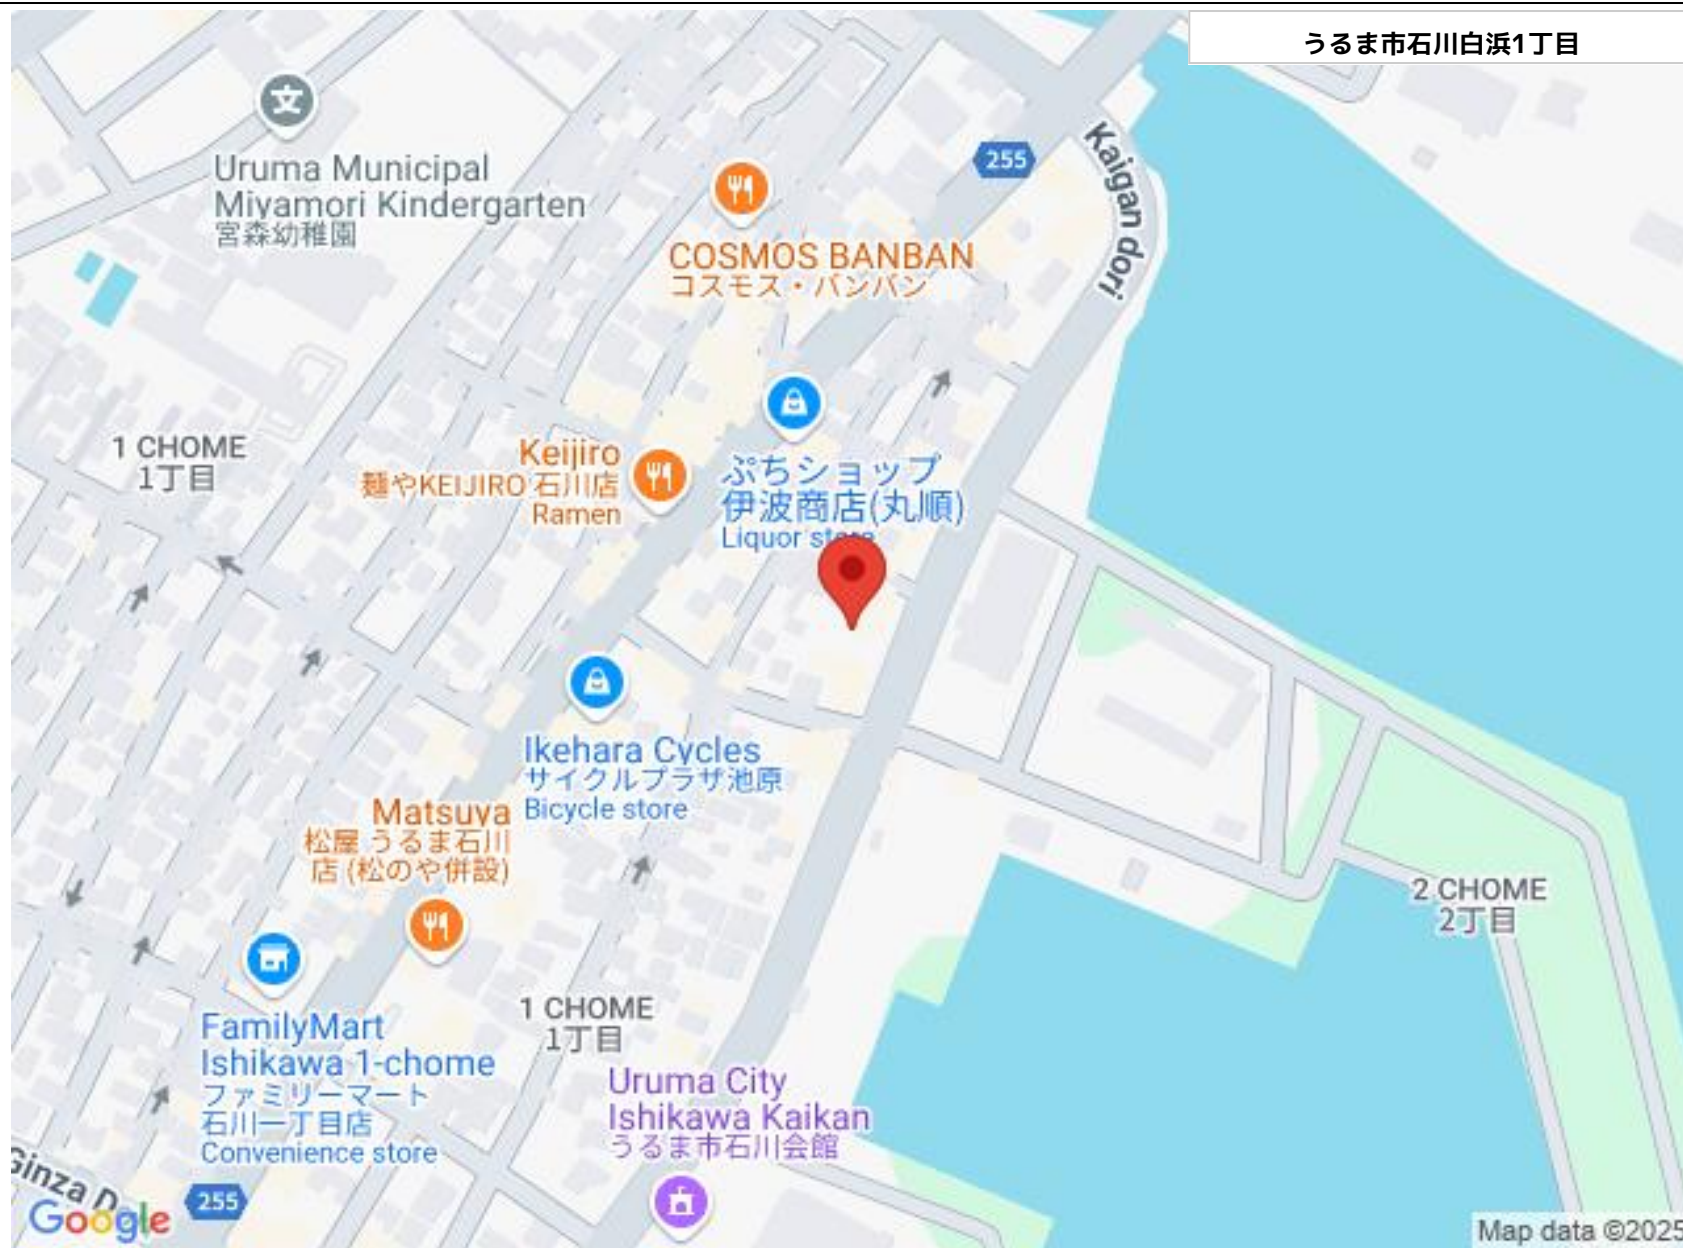 うるま市石川白浜1丁目
Uruma Municipal
Miyamori Kindergarten
宮森幼稚園
255
Kaigan dori
COSMOS BANBAN
コスモス・バンバン
1 CHOME
1丁目
Keijiro
麺やKEIJIRO 石川店
Ramen
ぷちショップ
伊波商店(丸順)
Liquor store
Ikehara Cycles
サイクルプラザ池原
Bicycle store
Matsuya
松屋 うるま石川
店 (松のや併設)
2 CHOME
2丁目
FamilyMart
Ishikawa 1-chome
ファミリーマート
石川一丁目店
Convenience store
1 CHOME
1丁目
Uruma City
Ishikawa Kaikan
うるま市石川会館
Ginza D
255
Google
Map data ©2025